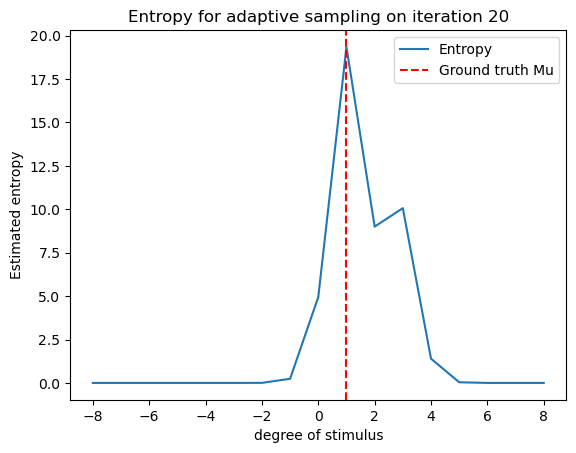 Entropy for adaptive sampling on iteration 20
Entropy
Ground truth Mu
Estimated entropy
20.0
17.5
15.0
12.5
10.0
7.5
5.0
2.5
0.0
−8 −6 −4 −2 0 2 4 6 8
degree of stimulus